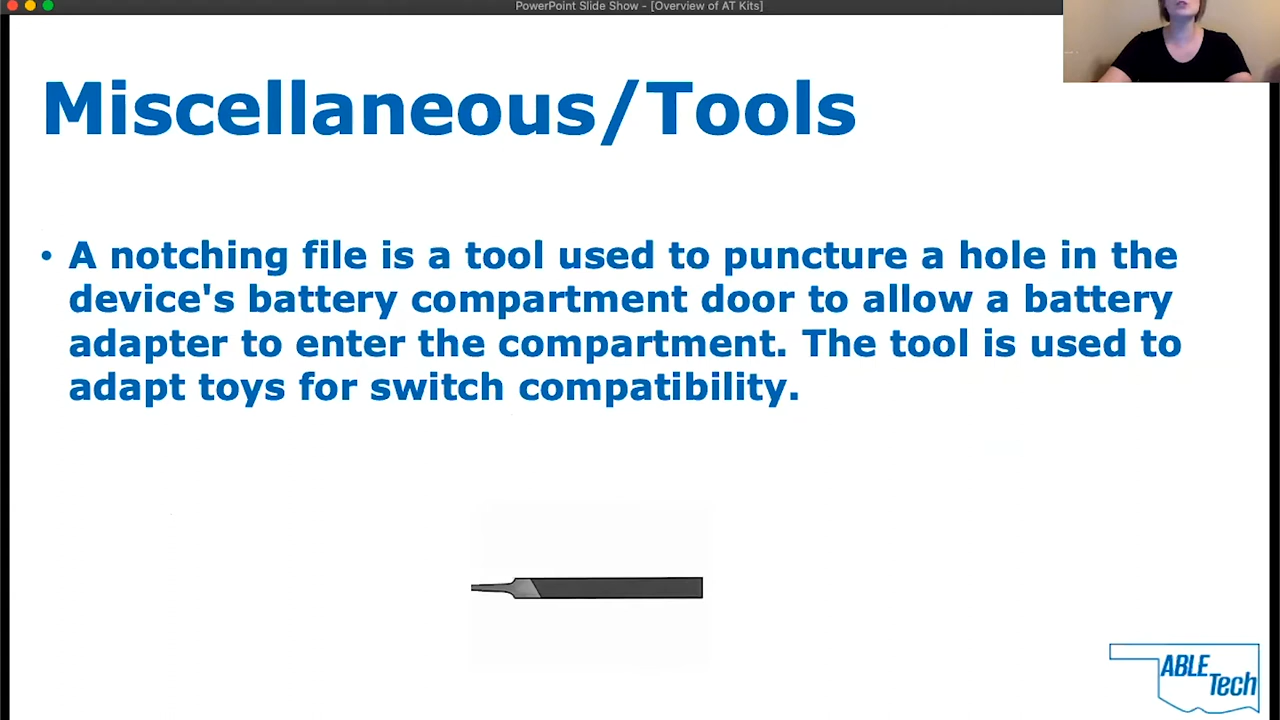 PowerPoint Slide Show - [Overview of AT Kits]
Miscellaneous/Tools
• A notching file is a tool used to puncture a hole in the
device's battery compartment door to allow a battery
adapter to enter the compartment. The tool is used to
adapt toys for switch compatibility.
ABLE
Tech